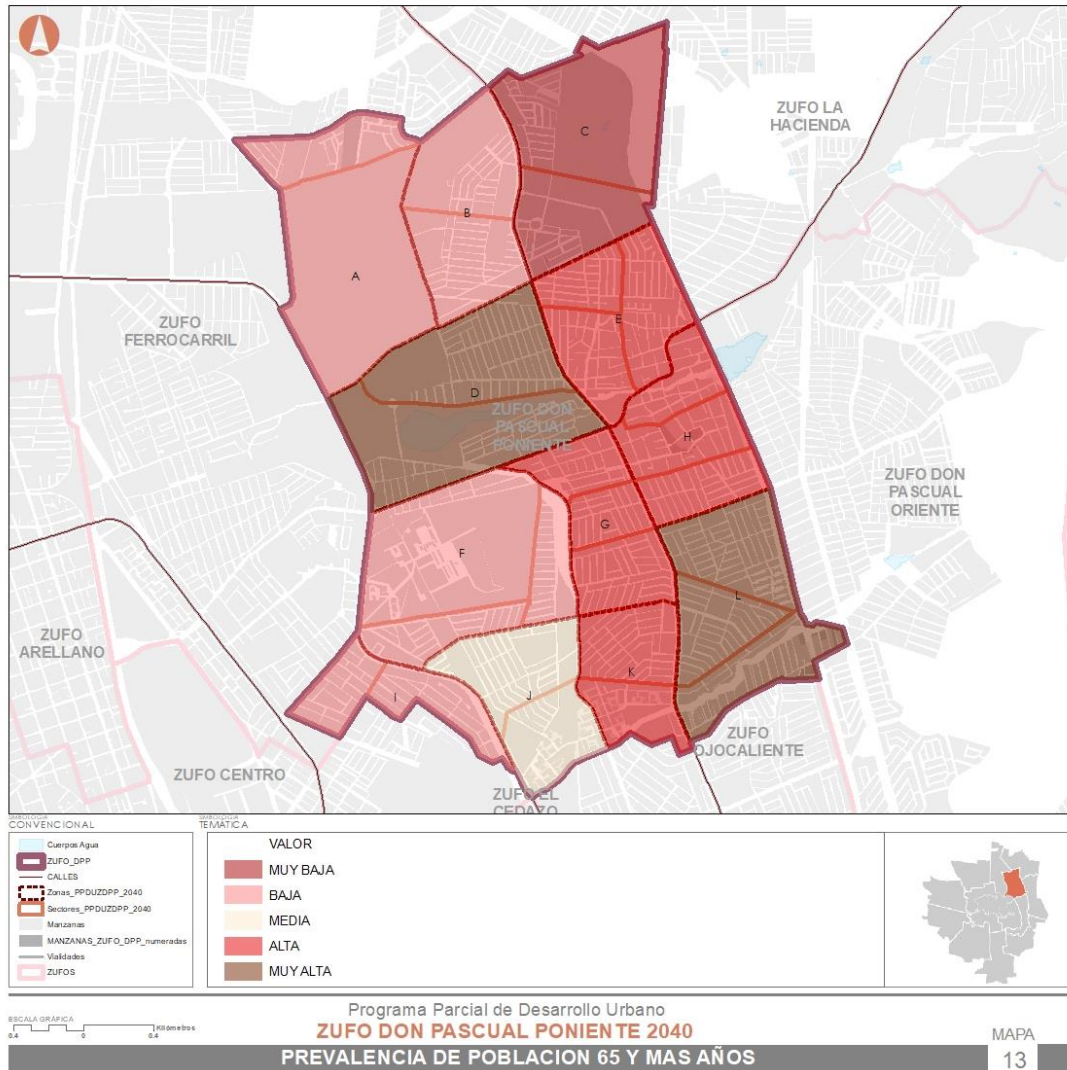 C
ZUFO LA
HACIENDA
B
A
ZUFO
FERROCARRIL
E
D
ZUFO DON
PASCUAL
PONIENTE
H
ZUFO DON
PASCUAL
ORIENTE
G
F
L
ZUFO
ARELLANO
K
I
J
ZUFO
OJOCALIENTE
ZUFO CENTRO
ZUFO EL
CEDAZO
SIMBOLOGÍA
CONVENCIONAL
Cuerpos Agua
ZUFO_DPP
CALLES
Zonas_PPDUZDPP_2040
Sectores_PPDUZDPP_2040
Manzanas
MANZANAS_ZUFO_DPP_numeradas
Vialidades
ZUFOS
SIMBOLOGÍA
TEMÁTICA
VALOR
MUY BAJA
BAJA
MEDIA
ALTA
MUY ALTA
ESCALA GRÁFICA
0.4 0 0.4 Kilómetros
Programa Parcial de Desarrollo Urbano
ZUFO DON PASCUAL PONIENTE 2040
PREVALENCIA DE POBLACION 65 Y MAS AÑOS
MAPA
13